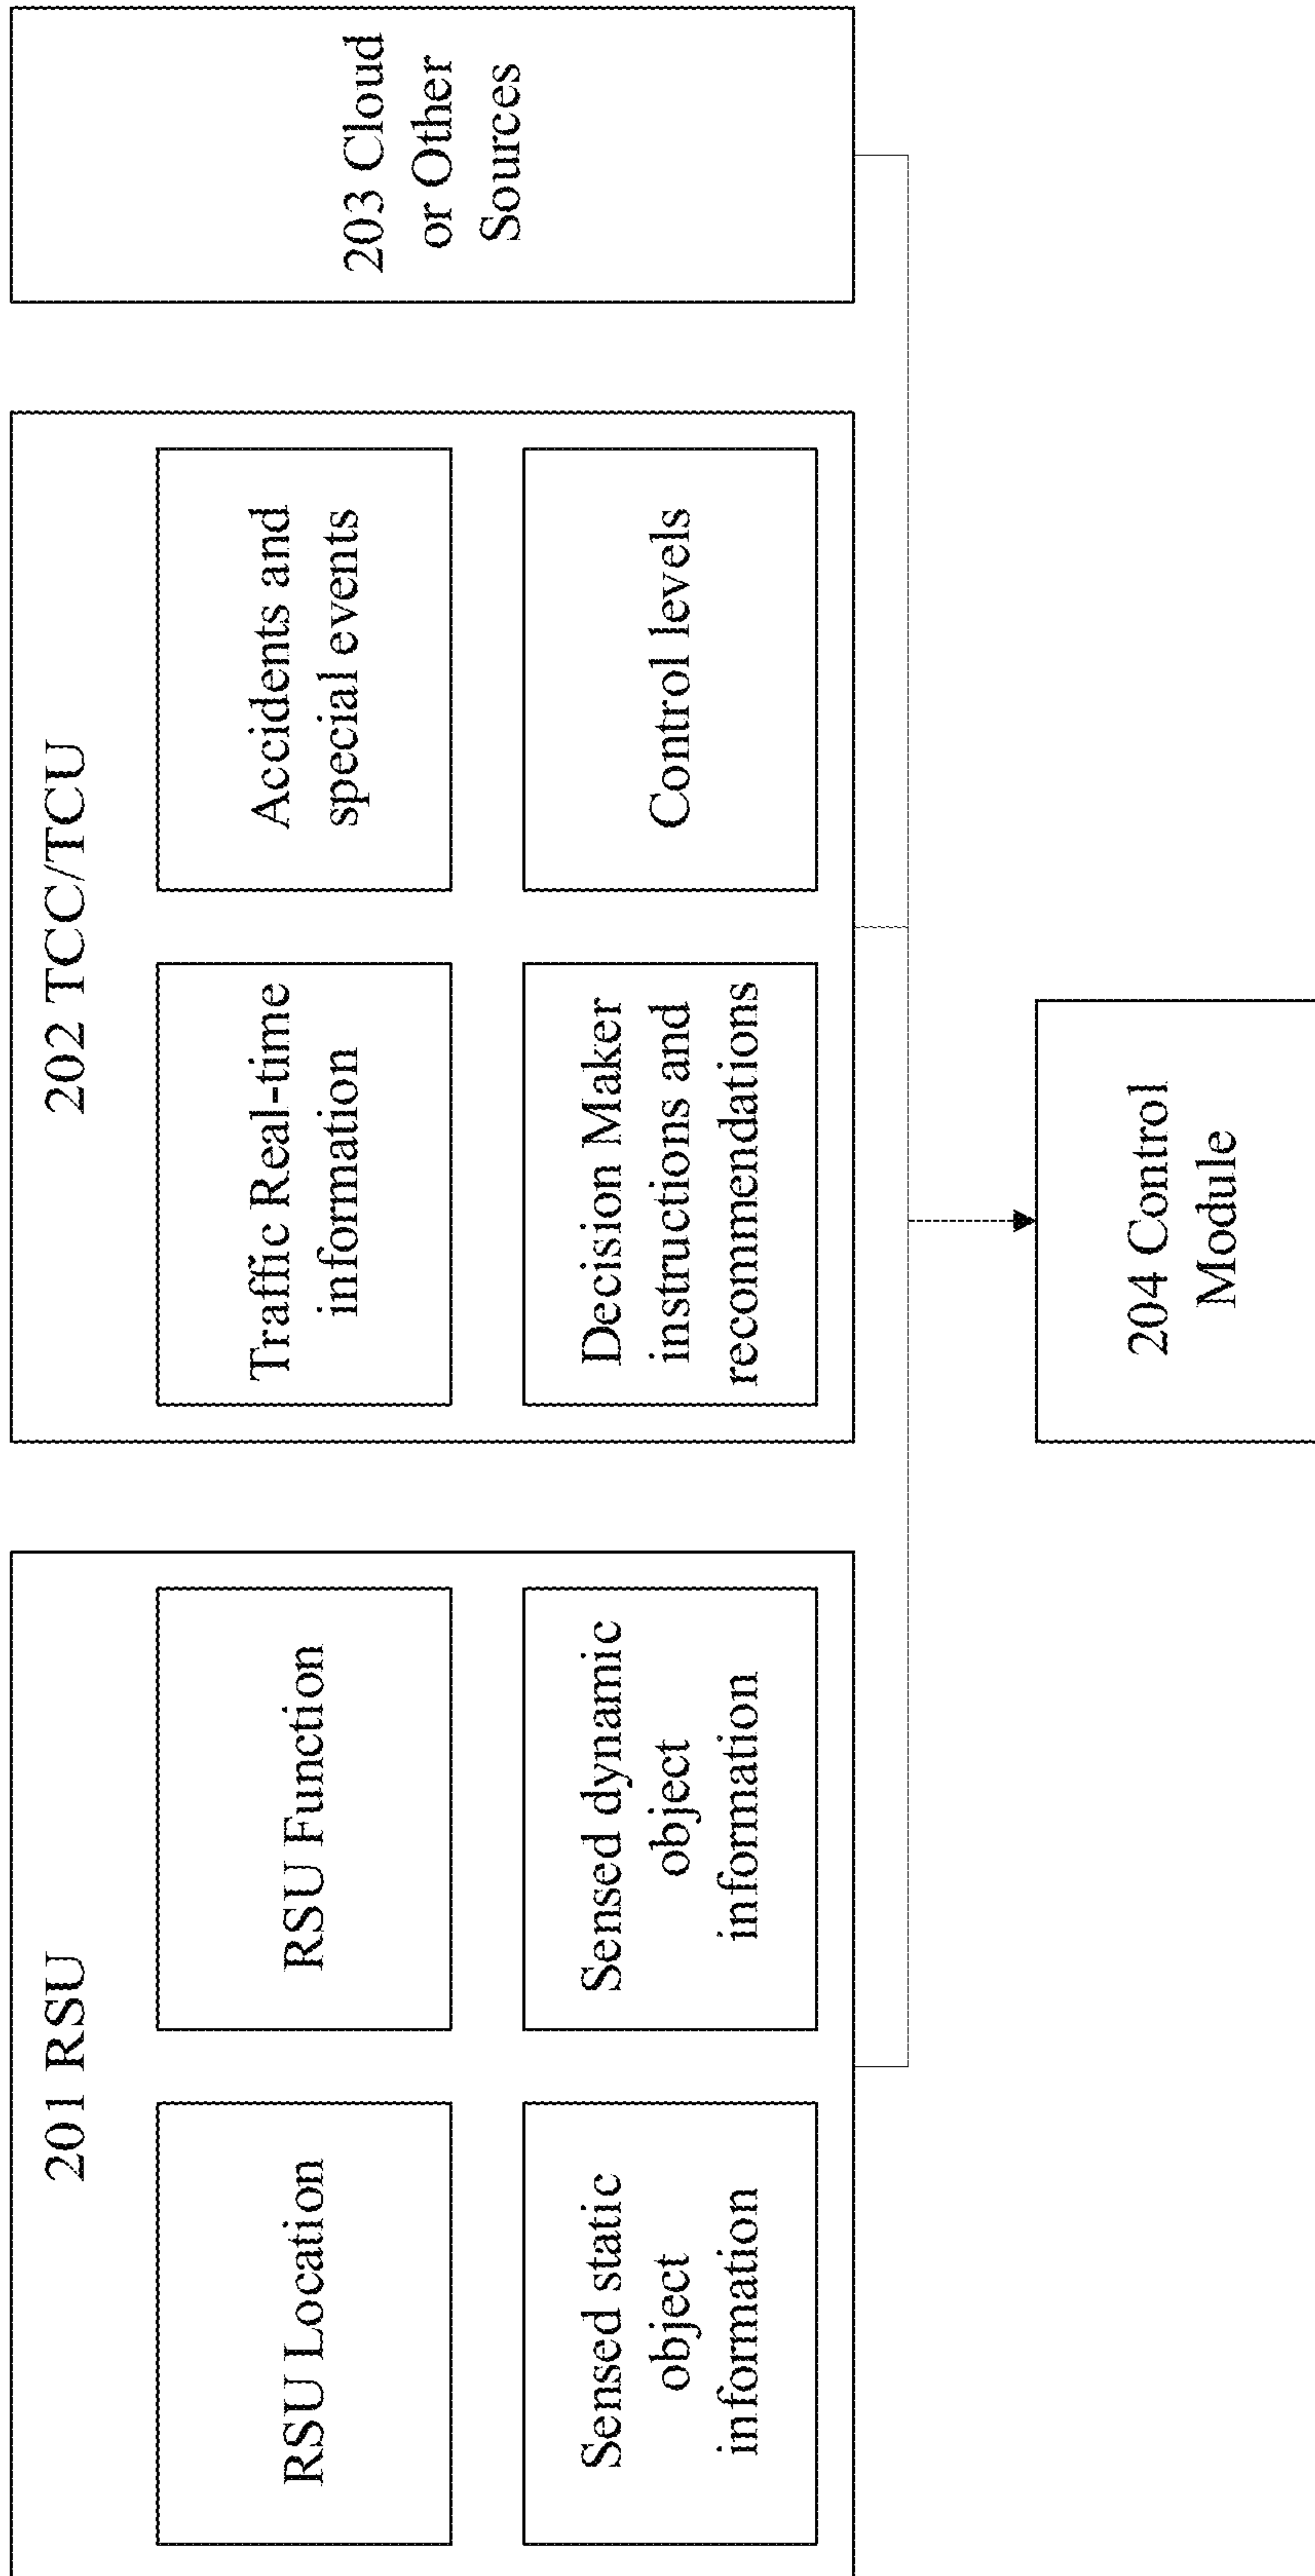 201 RSU
RSU Location
RSU Function
Sensed static
object
information
Sensed dynamic
object
information
202 TCC/TCU
Traffic Real-time
information
Accidents and
special events
Decision Maker
instructions and
recommendations
Control levels
203 Cloud
or Other
Sources
204 Control
Module